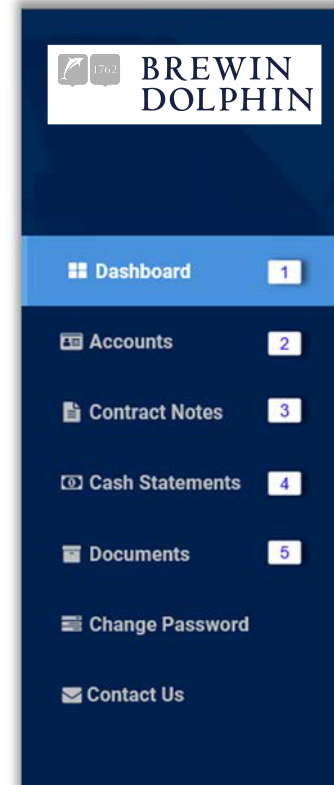 1762
BREWIN
DOLPHIN
Dashboard 1
Accounts 2
Contract Notes 3
Cash Statements 4
Documents 5
Change Password
Contact Us